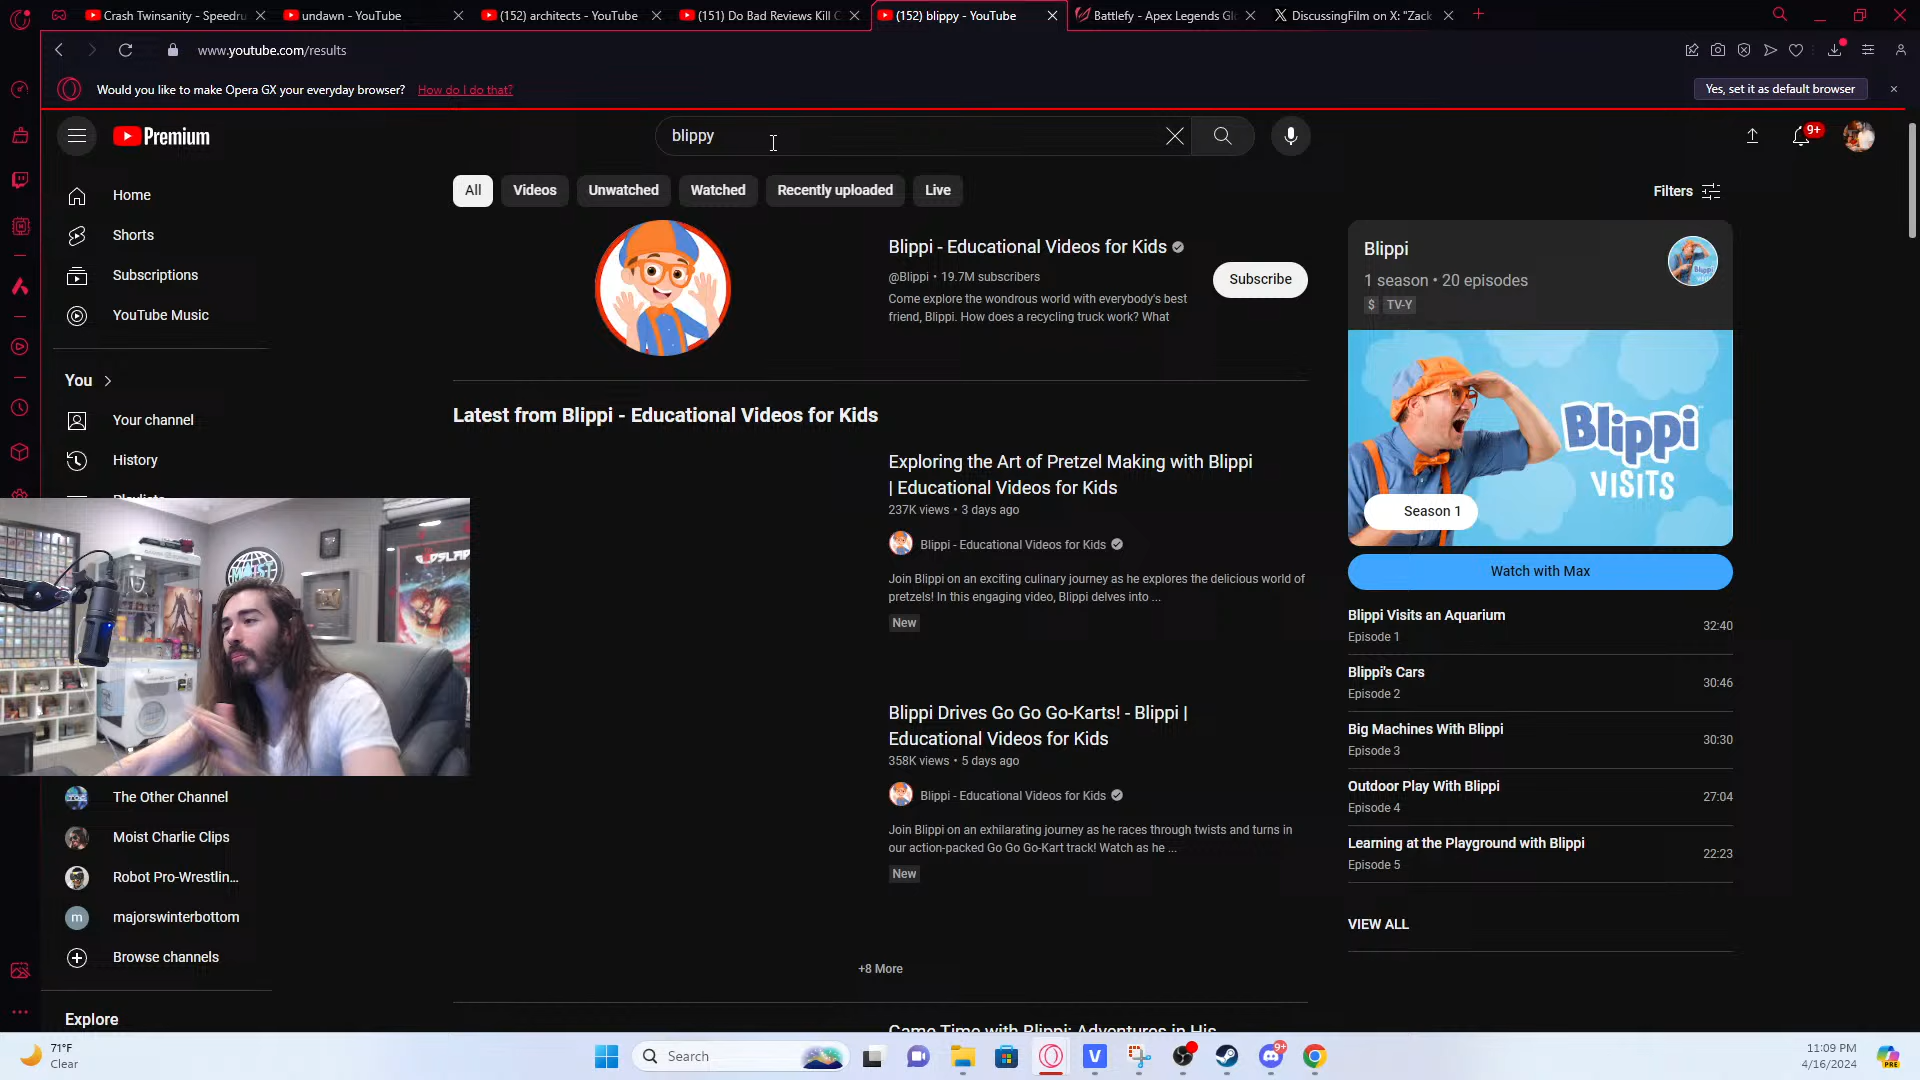 Crash Twinsanity - Speedru
undawn - YouTube
(152) architects - YouTube
(151) Do Bad Reviews Kill C
(152) blippy - YouTube
Battlefy - Apex Legends Gl
DiscussingFilm on X: "Zack
www.youtube.com/results
Would you like to make Opera GX your everyday browser? How do I do that?
Yes, set it as default browser
Premium
blippy
9+
Home
Shorts
Subscriptions
YouTube Music
You
Your channel
History
Playlists
All
Videos
Unwatched
Watched
Recently uploaded
Live
Filters
Blippi - Educational Videos for Kids
@Blippi • 19.7M subscribers
Come explore the wondrous world with everybody's best
friend, Blippi. How does a recycling truck work? What
Subscribe
Latest from Blippi - Educational Videos for Kids
Exploring the Art of Pretzel Making with Blippi
| Educational Videos for Kids
237K views • 3 days ago
Blippi - Educational Videos for Kids
Join Blippi on an exciting culinary journey as he explores the delicious world of
pretzels! In this engaging video, Blippi delves into ...
New
Blippi Drives Go Go Go-Karts! - Blippi |
Educational Videos for Kids
358K views • 5 days ago
Blippi - Educational Videos for Kids
Join Blippi on an exhilarating journey as he races through twists and turns in
our action-packed Go Go Go-Kart track! Watch as he ...
New
+8 More
Game Time with Blippi: Adventures in His
Blippi
1 season • 20 episodes
$ TV-Y
Blippi
VISITS
Season 1
Watch with Max
Blippi Visits an Aquarium
Episode 1
32:40
Blippi's Cars
Episode 2
30:46
Big Machines With Blippi
Episode 3
30:30
Outdoor Play With Blippi
Episode 4
27:04
Learning at the Playground with Blippi
Episode 5
22:23
VIEW ALL
MOIST
The Other Channel
Moist Charlie Clips
Robot Pro-Wrestlin...
m
majorswinterbottom
Browse channels
Explore
71°F
Clear
Search
V
9+
11:09 PM
4/16/2024
PRE